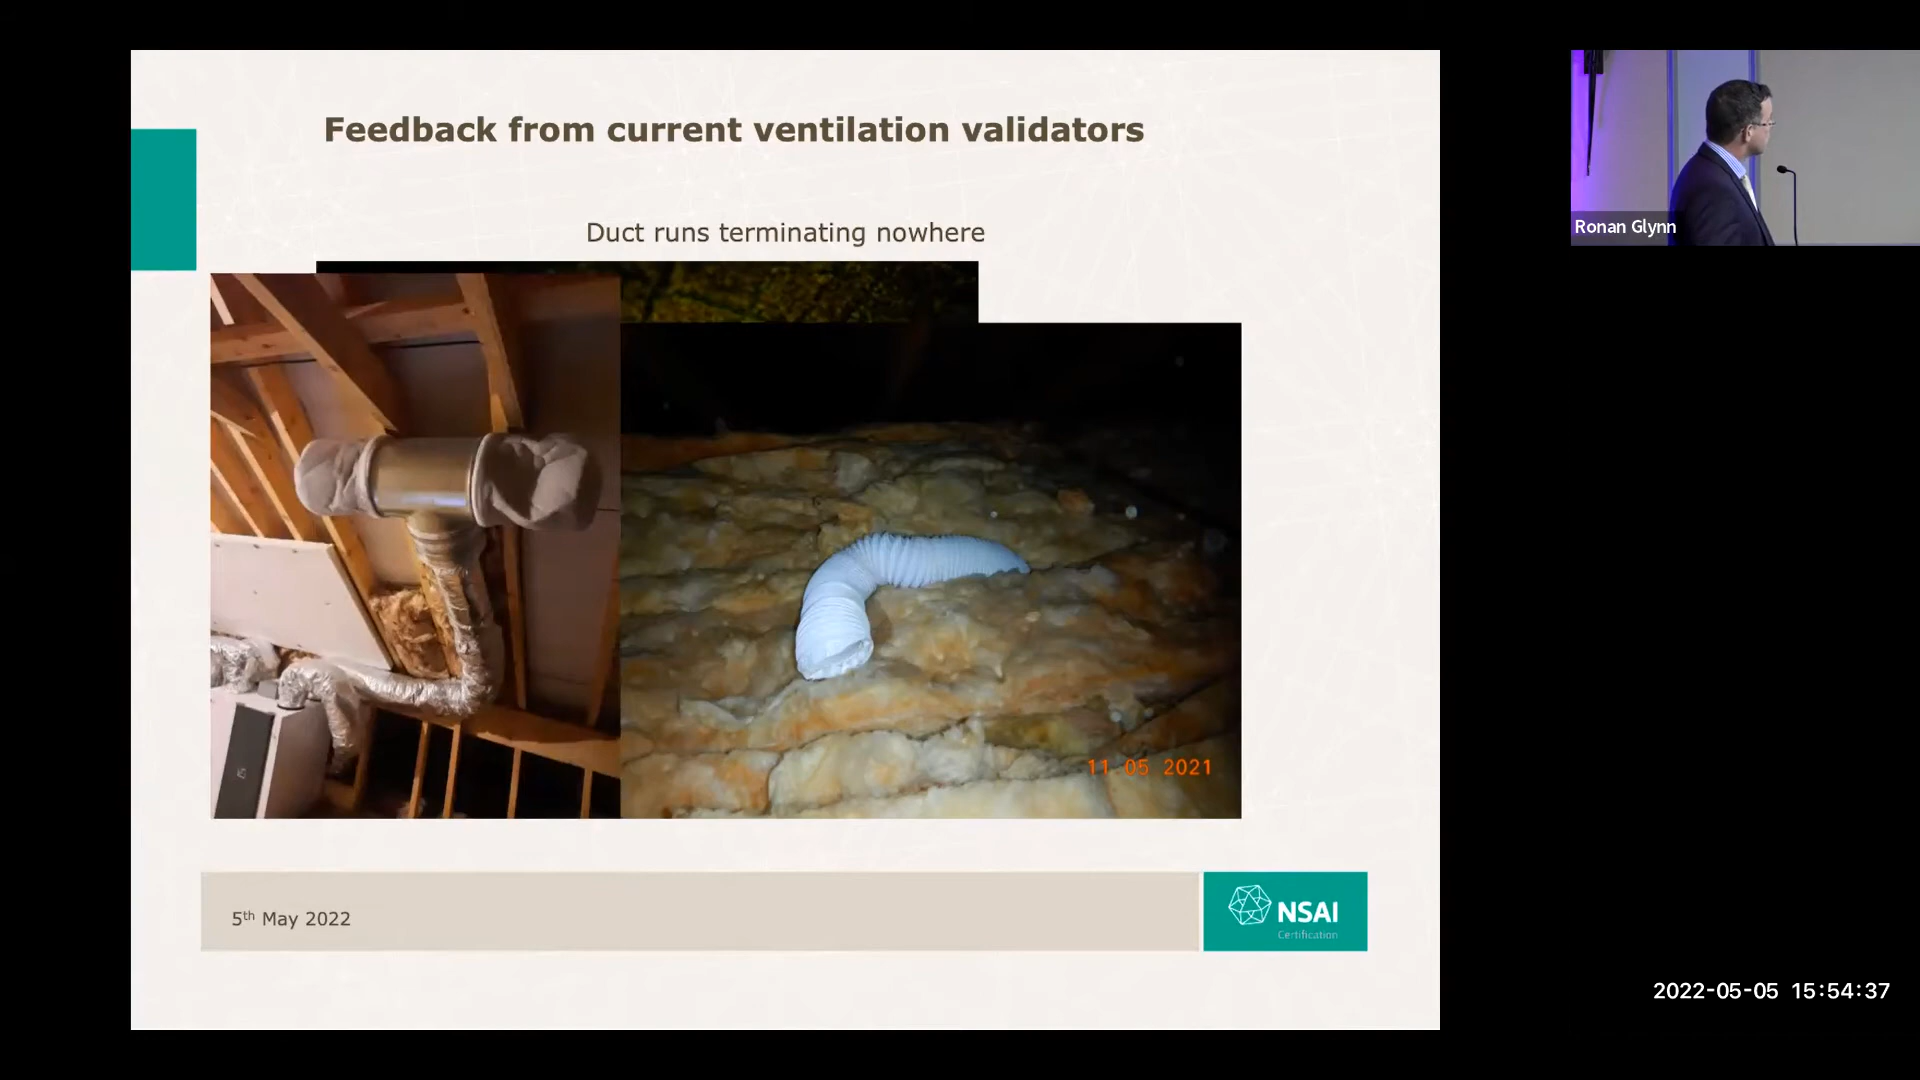 Feedback from current ventilation validators
Ronan Glynn
Duct runs terminating nowhere
11 05 2021
5th May 2022
NSAI
Certification
2022-05-05 15:54:37